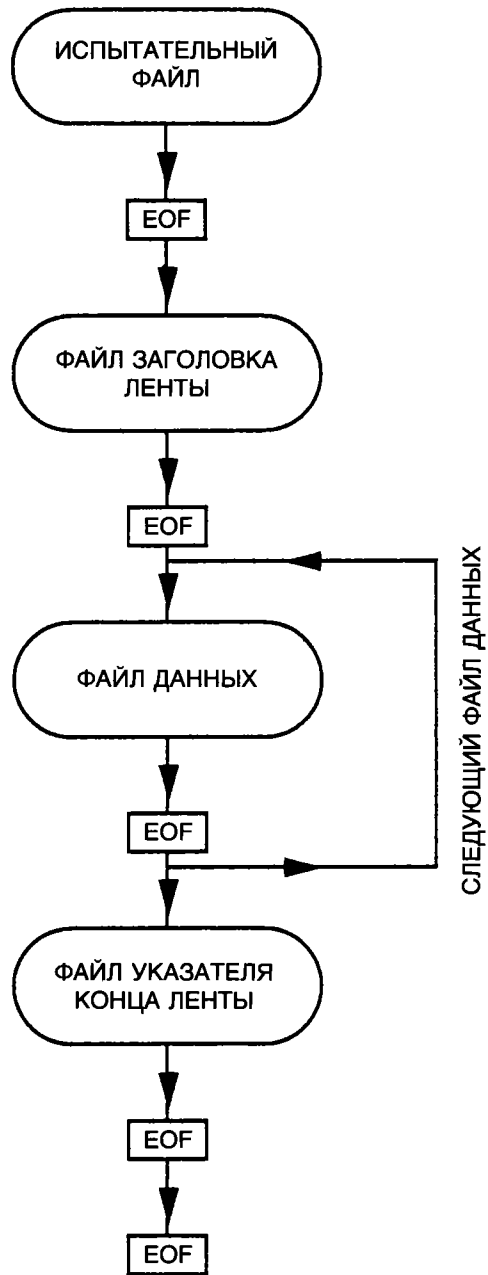 ИСПЫТАТЕЛЬНЫЙ
ФАЙЛ
EOF
ФАЙЛ ЗАГОЛОВКА
ЛЕНТЫ
EOF
ФАЙЛ ДАННЫХ
EOF
СЛЕДУЮЩИЙ ФАЙЛ ДАННЫХ
ФАЙЛ УКАЗАТЕЛЯ
КОНЦА ЛЕНТЫ
EOF
EOF